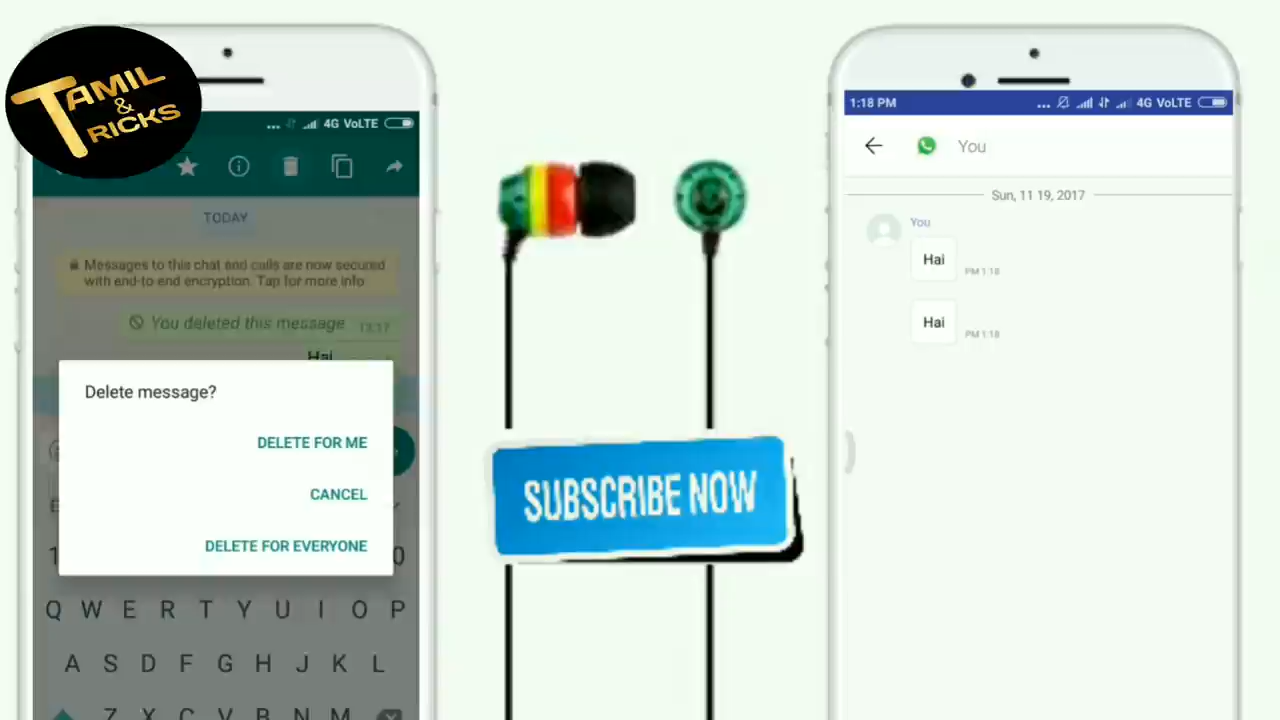 TAMIL
&
TRICKS
4G VoLTE
TODAY
Messages to this chat and calls are now secured
with end-to end encryption. Tap for more info
You deleted this message 13:17
Hai
Delete message?
DELETE FOR ME
CANCEL
DELETE FOR EVERYONE
Q W E R T Y U I O P
A S D F G H J K L
Z X C V B N M
SUBSCRIBE NOW
1:18 PM
4G VoLTE
You
Sun, 11 19, 2017
You
Hai
PM 1:18
Hai
PM 1:18